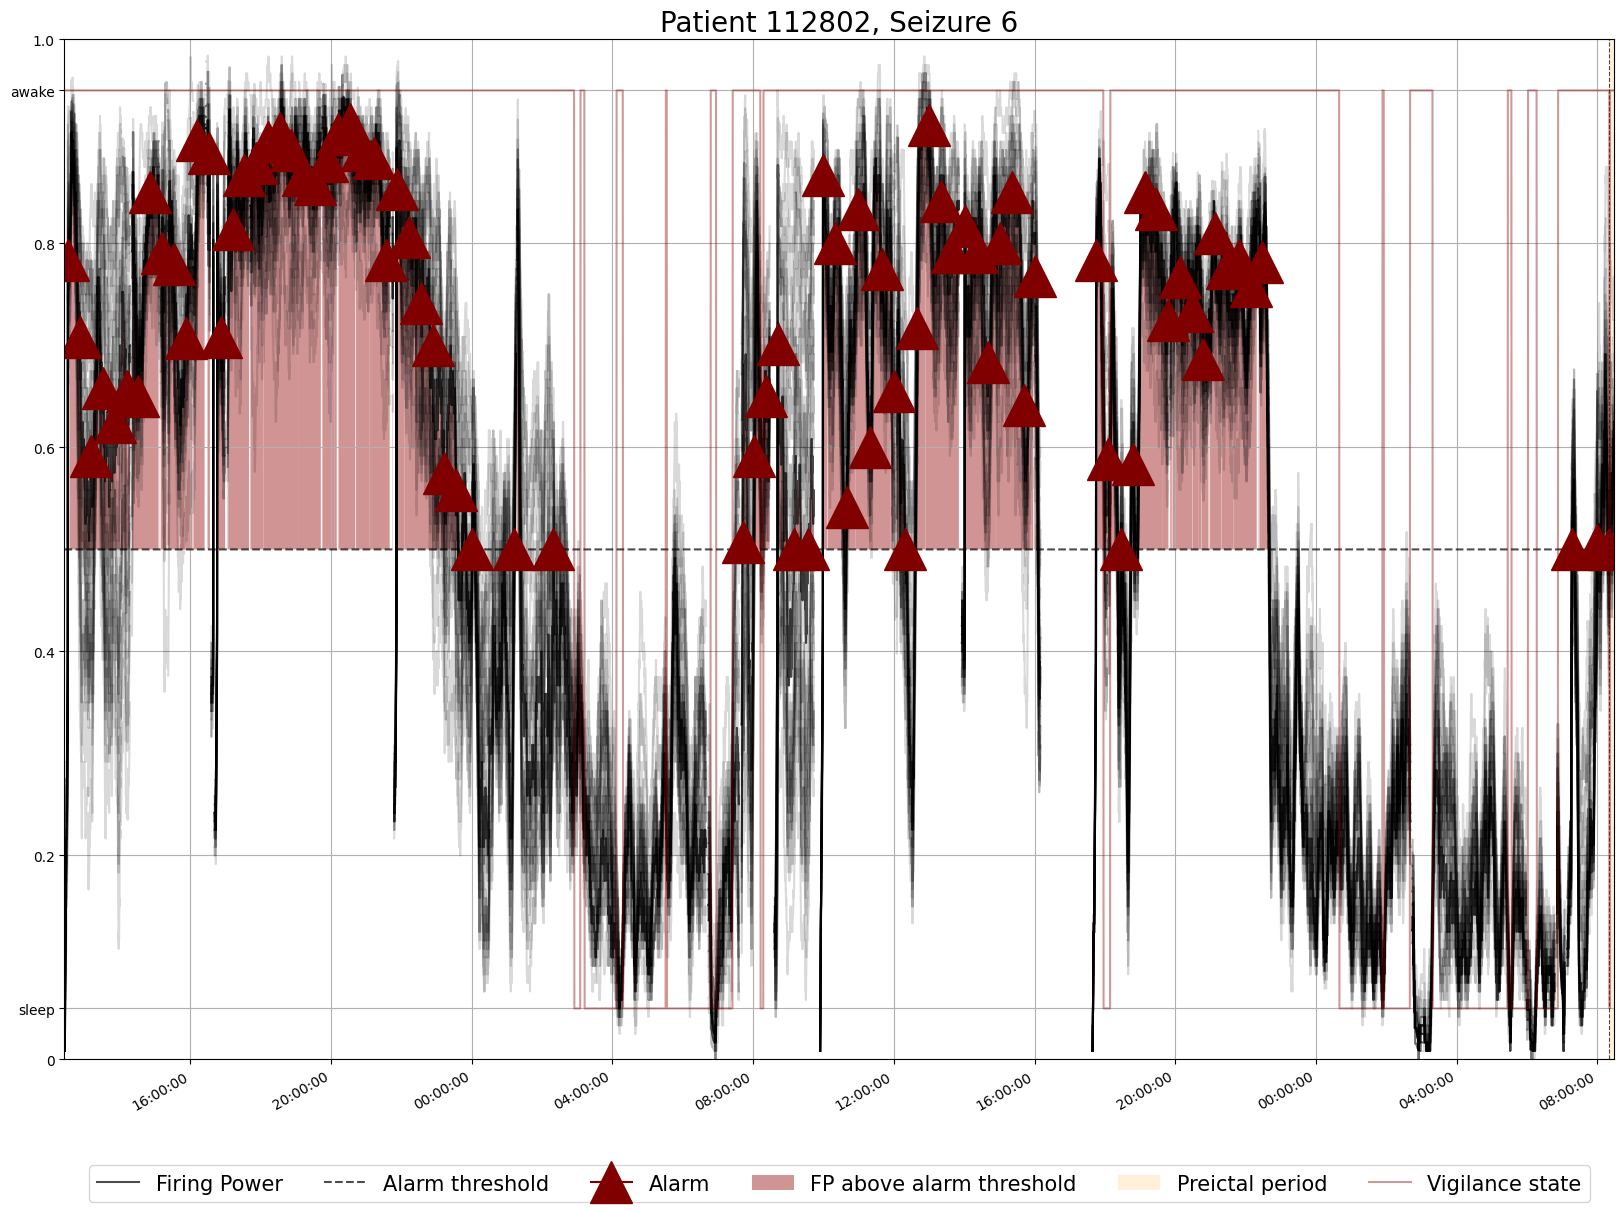 Patient 112802, Seizure 6
1.0
awake
0.8
0.6
0.5
0.4
0.2
sleep
0
16:00:00
20:00:00
00:00:00
04:00:00
08:00:00
12:00:00
16:00:00
20:00:00
00:00:00
04:00:00
08:00:00
Firing Power
Alarm threshold
Alarm
FP above alarm threshold
Preictal period
Vigilance state